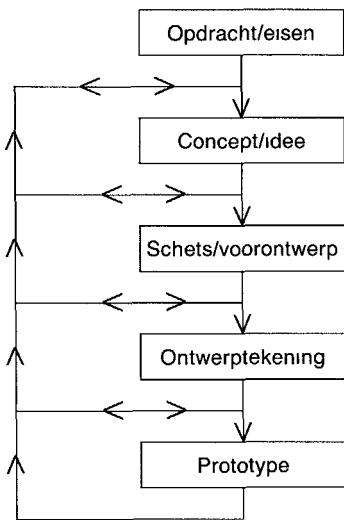 Opdracht/eisen
Concept/idee
Schets/voorontwerp
Ontwerptekening
Prototype